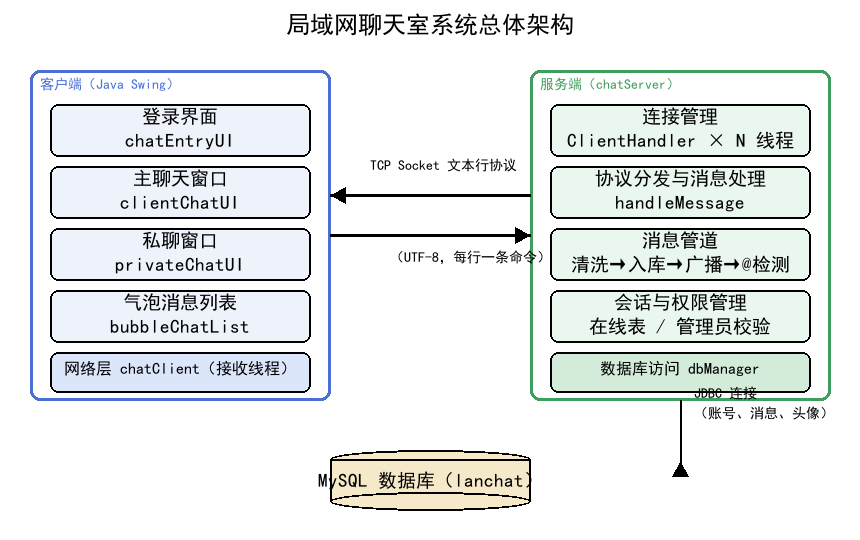 局域网聊天室系统总体架构
客户端（Java Swing）
登录界面
chatEntryUI
主聊天窗口
clientChatUI
私聊窗口
privateChatUI
气泡消息列表
bubbleChatList
网络层 chatClient（接收线程）
TCP Socket 文本行协议
（UTF-8，每行一条命令）
服务端（chatServer）
连接管理
ClientHandler × N 线程
协议分发与消息处理
handleMessage
消息管道
清洗→入库→广播→@检测
会话与权限管理
在线表 / 管理员校验
数据库访问 dbManager
JDBC 连接
（账号、消息、头像）
MySQL 数据库（lanchat）